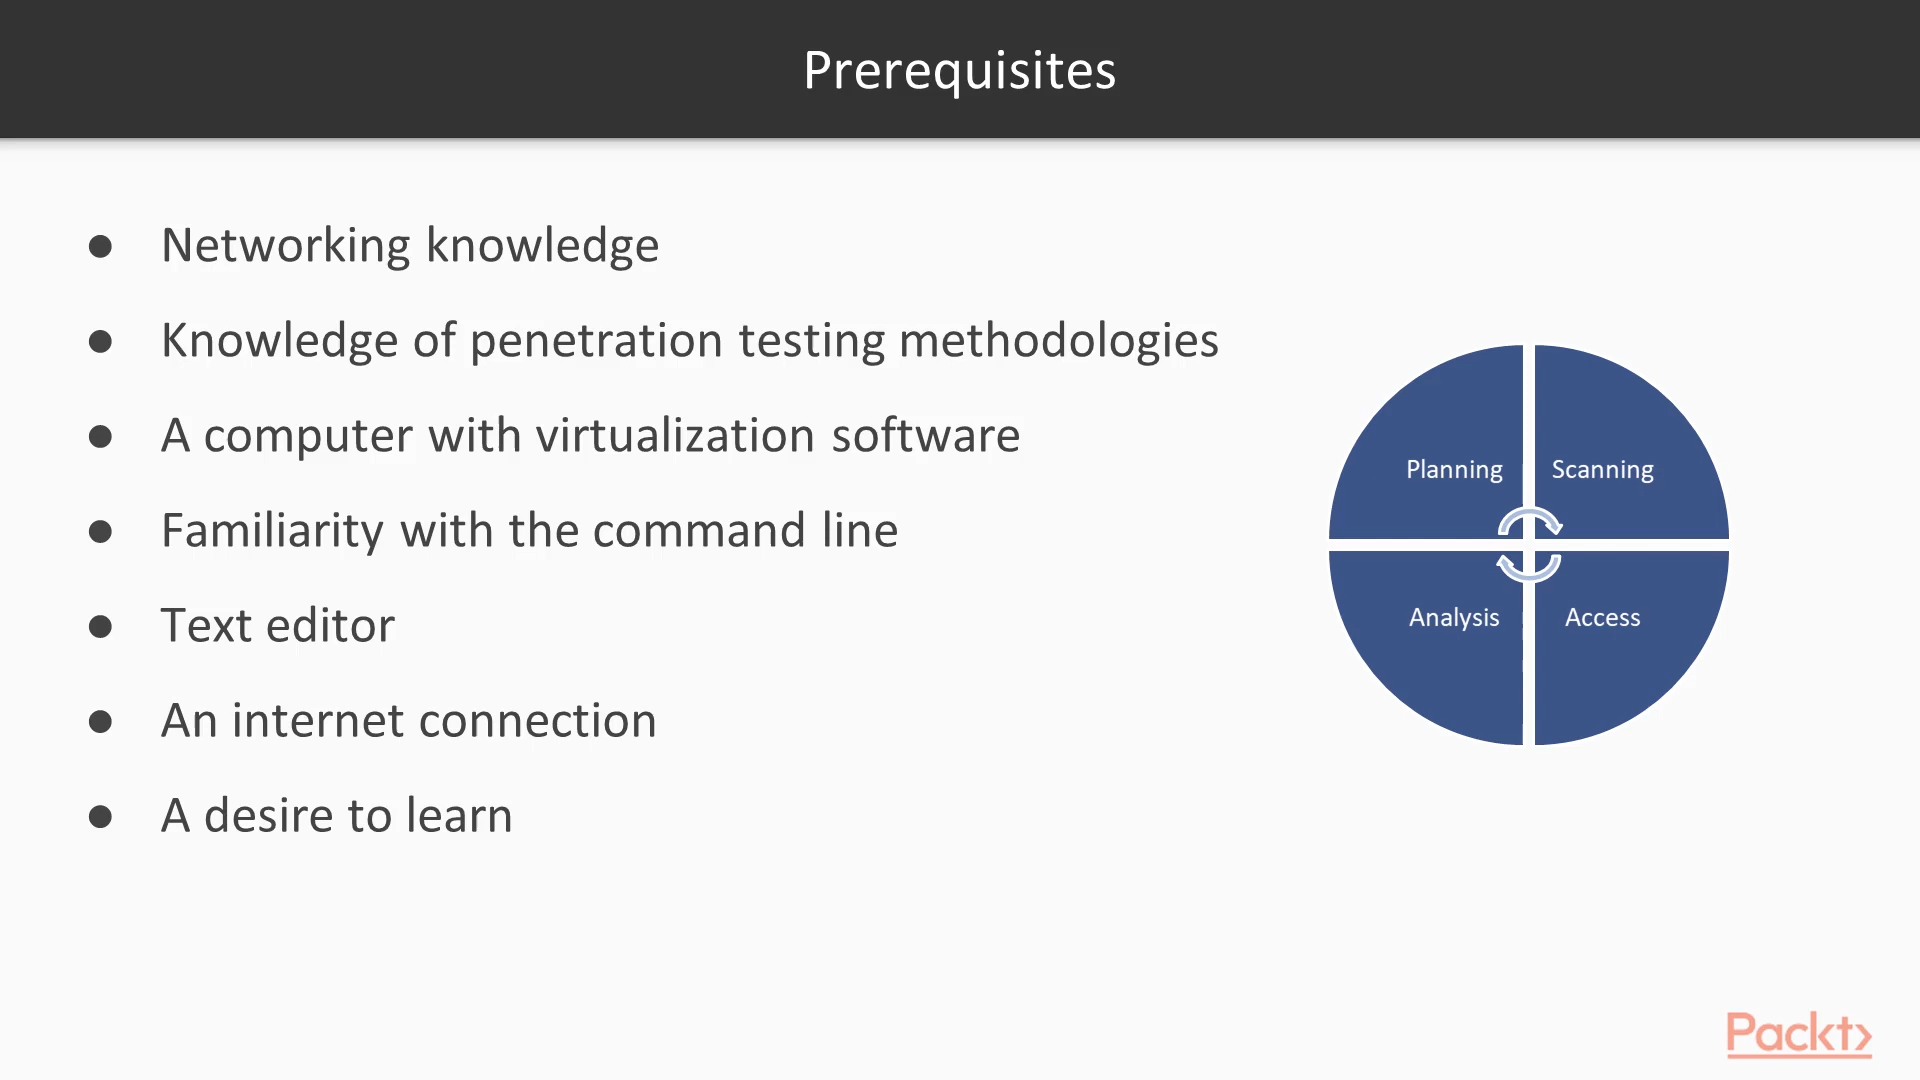 Prerequisites
● Networking knowledge
● Knowledge of penetration testing methodologies
● A computer with virtualization software
● Familiarity with the command line
● Text editor
● An internet connection
● A desire to learn
Planning
Scanning
Analysis
Access
Packt>